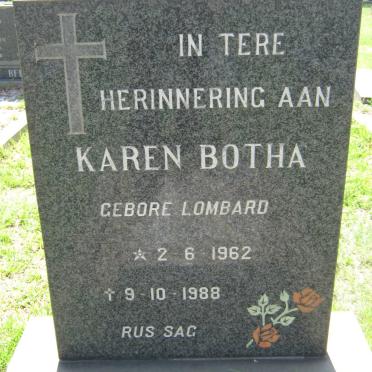 IN TERE
HERINNERING AAN
KAREN BOTHA
GEBORE LOMBARD
☆ 2-6-1962
✝ 9-10-1988
RUS SAG